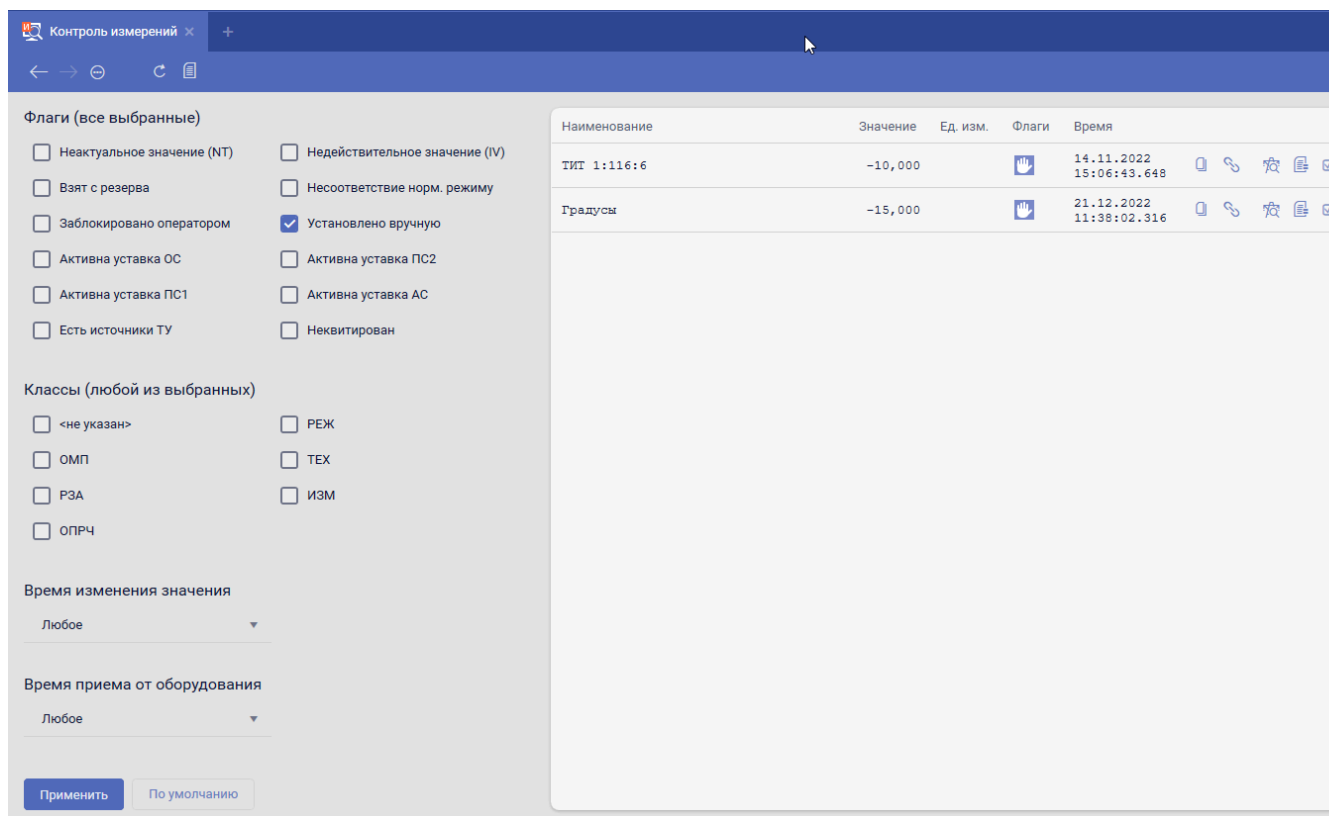 Контроль измерений
Флаги (все выбранные)
Неактуальное значение (NT)
Недействительное значение (IV)
Взят с резерва
Несоответствие норм. режиму
Заблокировано оператором
Установлено вручную
Активна уставка ОС
Активна уставка ПС2
Активна уставка ПС1
Активна уставка АС
Есть источники ТУ
Неквитирован
Классы (любой из выбранных)
<не указан>
РЕЖ
ОМП
ТЕХ
РЗА
ИЗМ
ОПРЧ
Время изменения значения
Любое
Время приема от оборудования
Любое
Применить
По умолчанию
Наименование Значение Ед. изм. Флаги Время
ТИТ 1:116:6 -10,000 14.11.2022
15:06:43.648
Градусы -15,000 21.12.2022
11:38:02.316